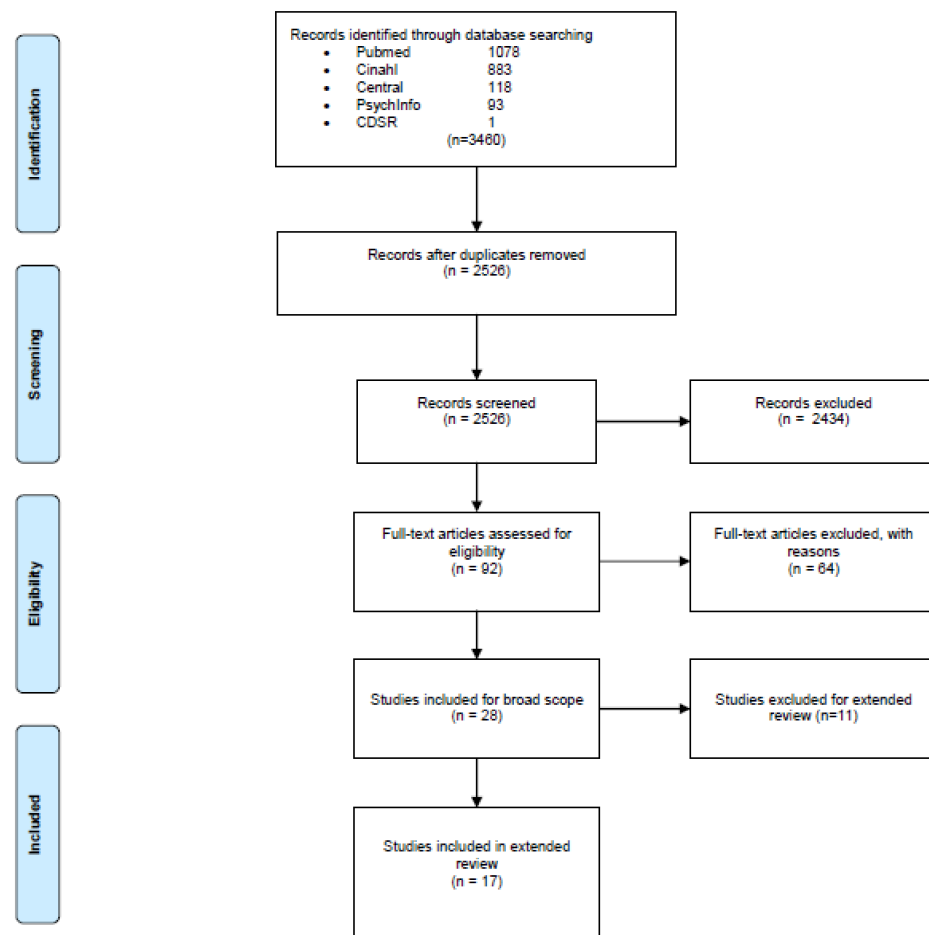 Identification
Records identified through database searching
• Pubmed 1078
• Cinahl 883
• Central 118
• PsychInfo 93
• CDSR 1
(n=3460)
Records after duplicates removed
(n = 2526)
Screening
Records screened
(n = 2526)
Records excluded
(n = 2434)
Eligibility
Full-text articles assessed for
eligibility
(n = 92)
Full-text articles excluded, with
reasons
(n = 64)
Studies included for broad scope
(n = 28)
Studies excluded for extended
review (n=11)
Included
Studies included in extended
review
(n = 17)